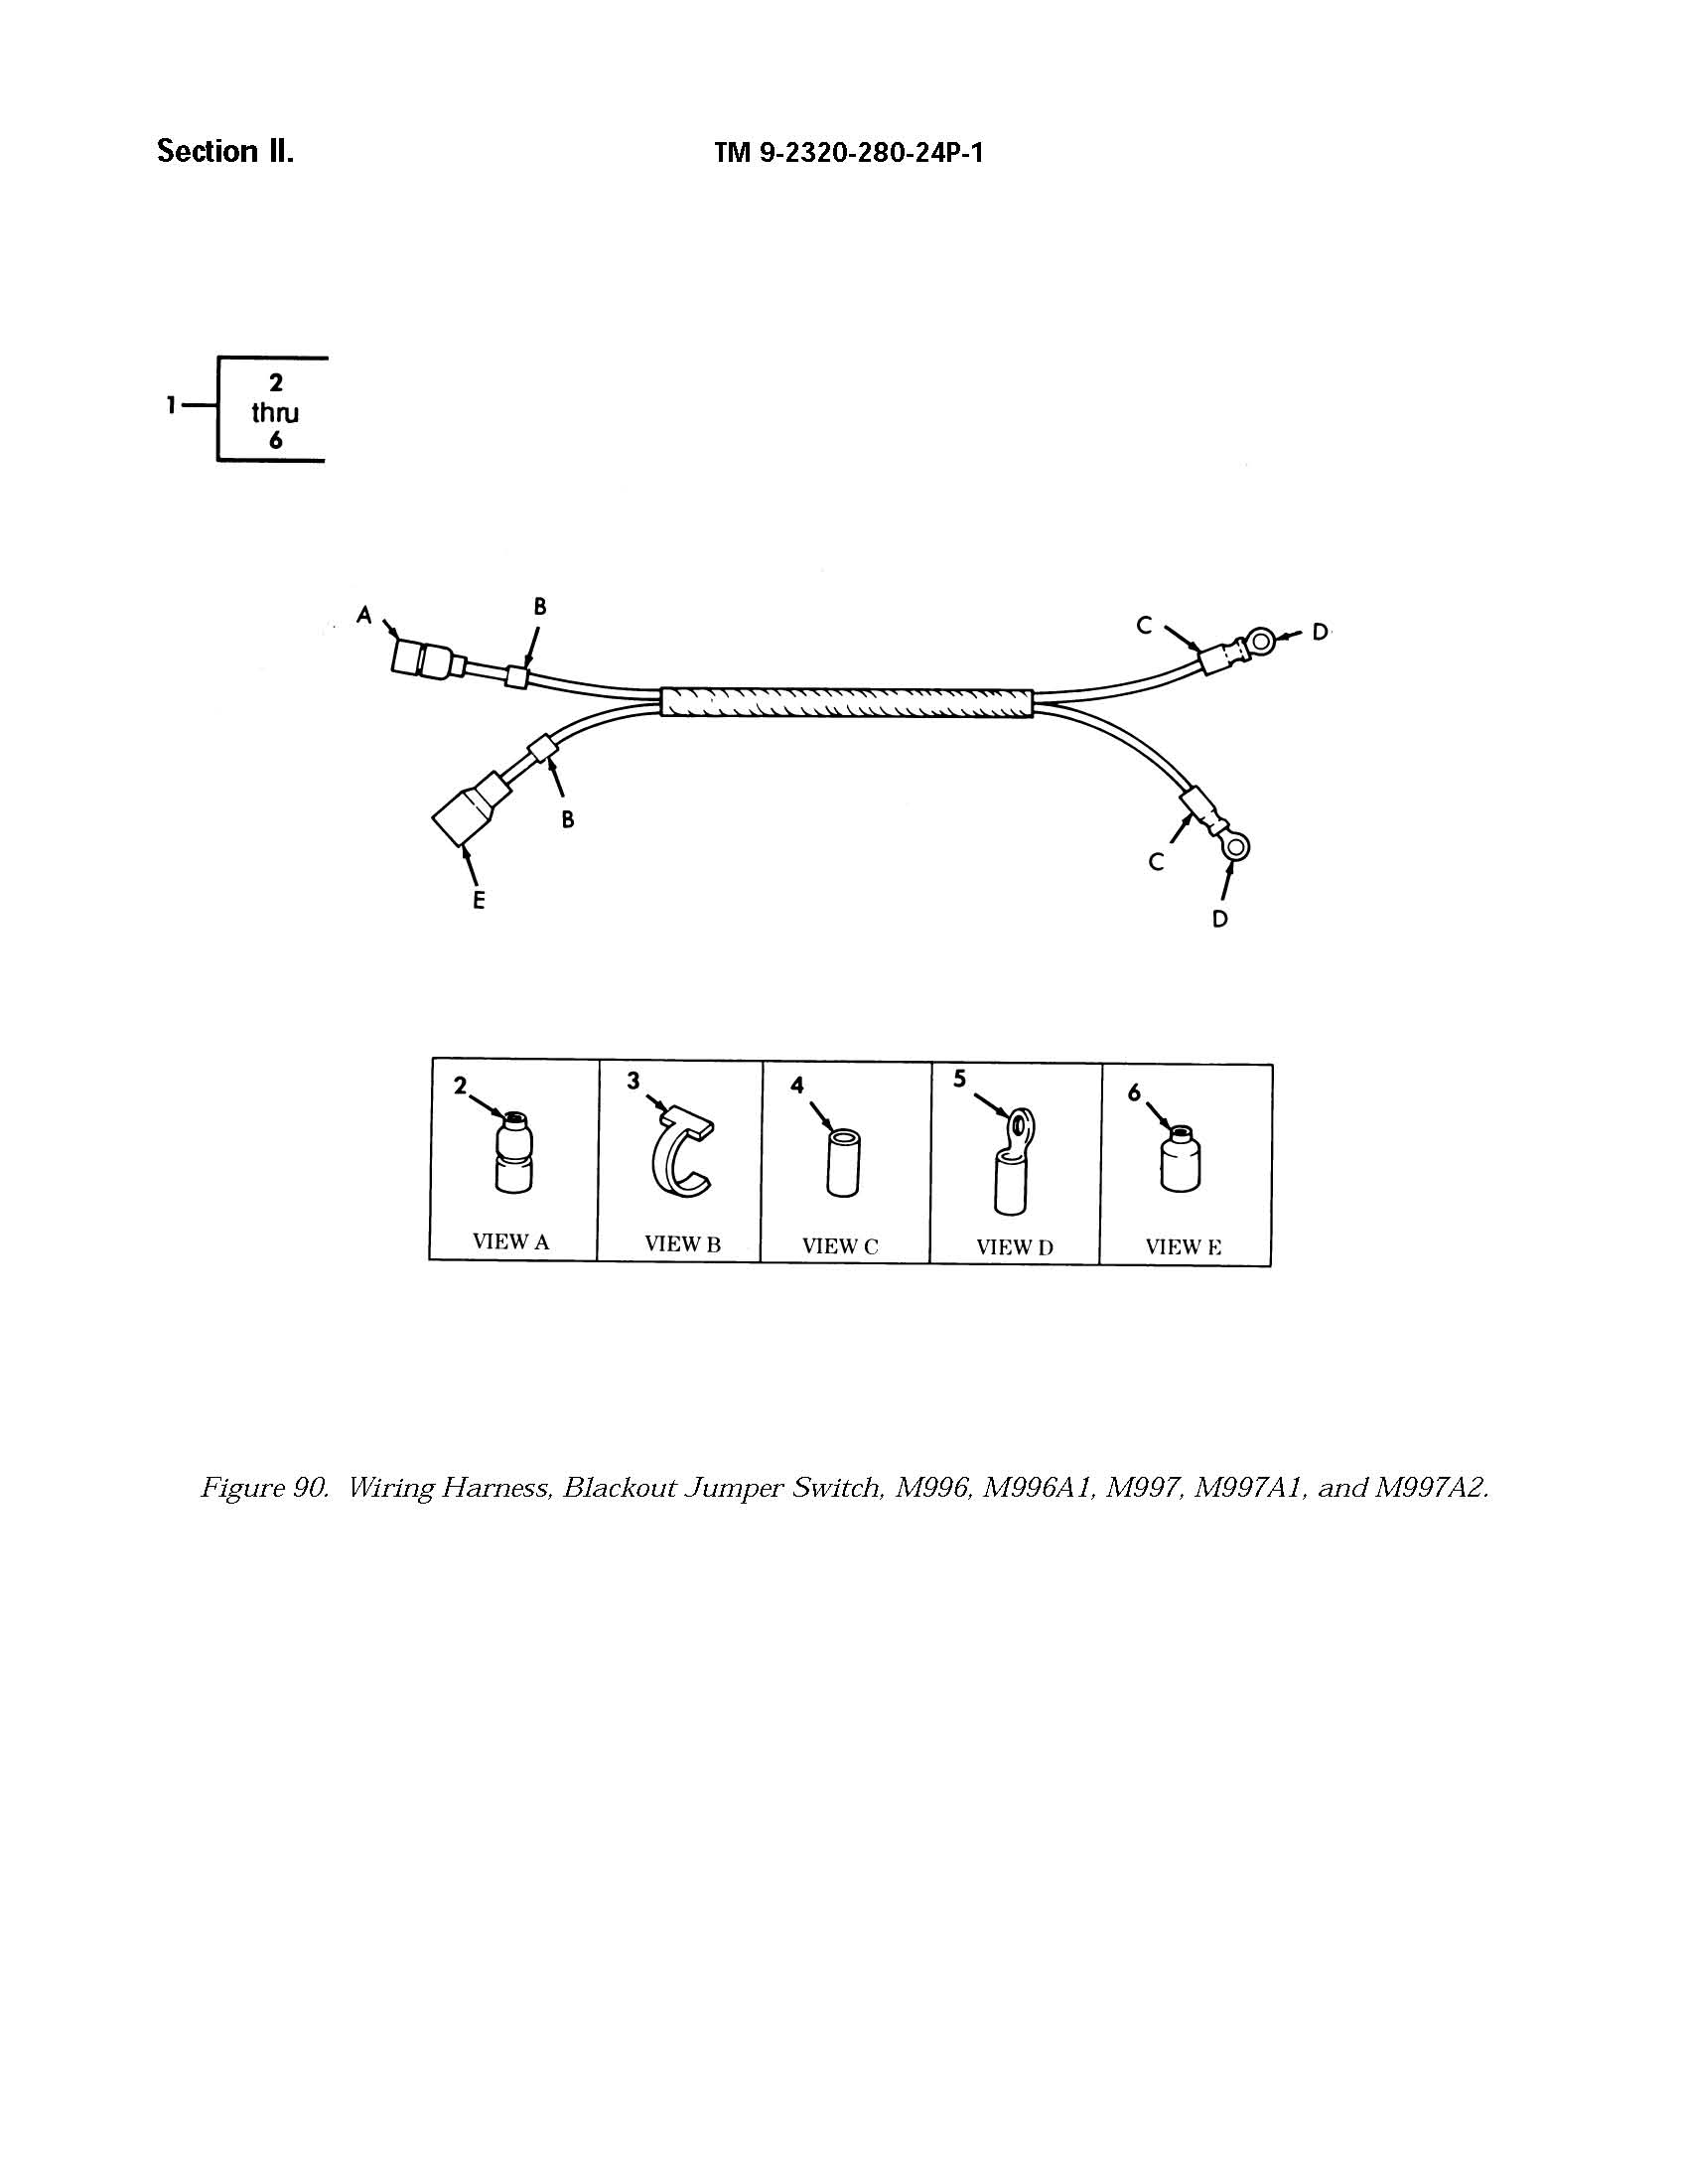 Section II.
TM 9-2320-280-24P-1
1
2
thru
6
A
B
C
D
B
E
C
D
2
3
4
5
6
VIEW A
VIEW B
VIEW C
VIEW D
VIEW E
Figure 90. Wiring Harness, Blackout Jumper Switch, M996, M996A1, M997, M997A1, and M997A2.